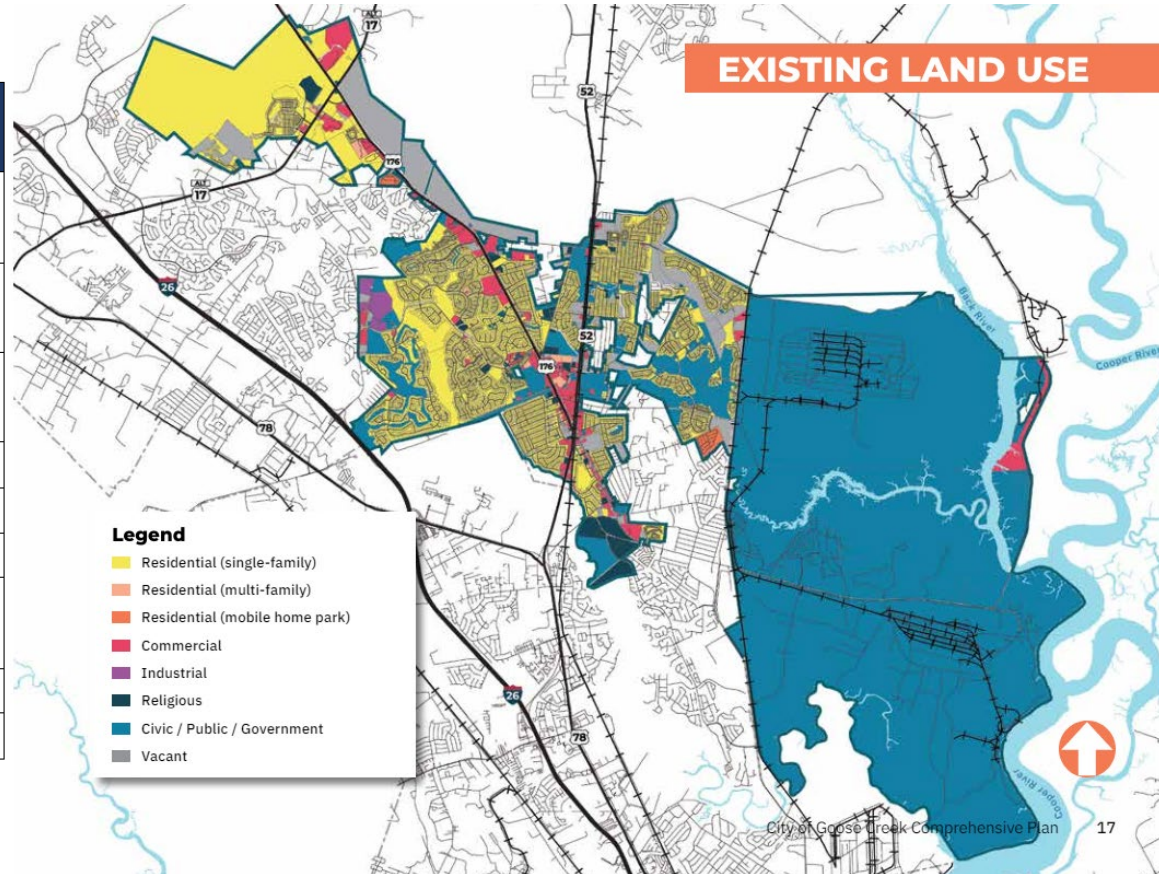 EXISTING LAND USE
ALT
17
52
176
ALT
17
26
Back River
Cooper River
52
176
78
Legend
Residential (single-family)
Residential (multi-family)
Residential (mobile home park)
Commercial
Industrial
Religious
Civic / Public / Government
Vacant
26
78
Cooper River
City of Goose Creek Comprehensive Plan 17